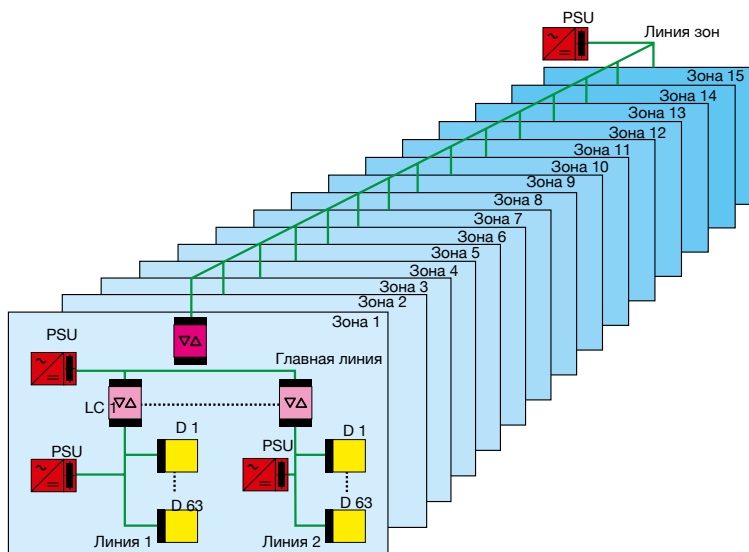 PSU
Линия зон
Зона 15
Зона 14
Зона 13
Зона 12
Зона 11
Зона 10
Зона 9
Зона 8
Зона 7
Зона 6
Зона 5
Зона 4
Зона 3
Зона 2
Зона 1
PSU
Главная линия
LC 1
D 1
D 1
PSU
PSU
D 63
D 63
Линия 1
Линия 2